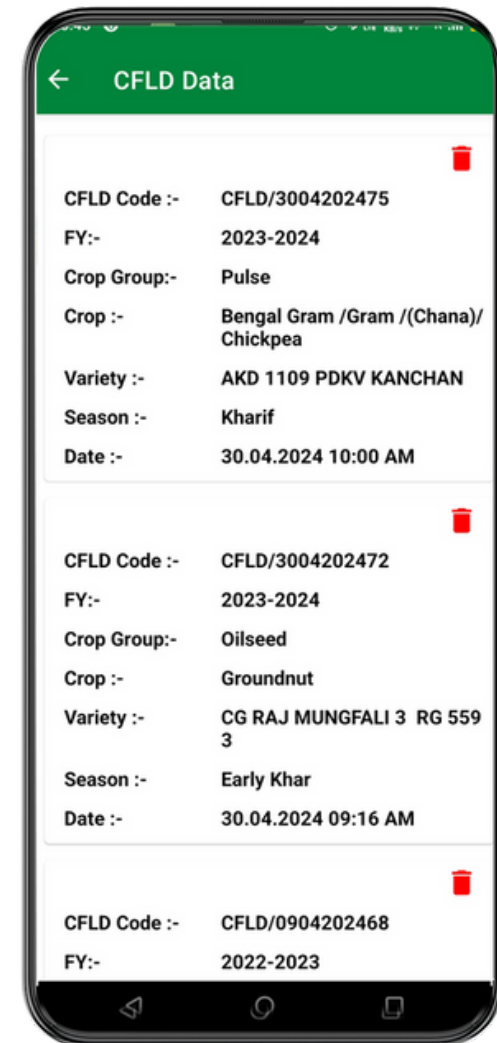 CFLD Data
CFLD Code :- CFLD/3004202475
FY:- 2023-2024
Crop Group:- Pulse
Crop :- Bengal Gram /Gram /(Chana)/
Chickpea
Variety :- AKD 1109 PDKV KANCHAN
Season :- Kharif
Date :- 30.04.2024 10:00 AM
CFLD Code :- CFLD/3004202472
FY:- 2023-2024
Crop Group:- Oilseed
Crop :- Groundnut
Variety :- CG RAJ MUNGFALI 3 RG 559
3
Season :- Early Khar
Date :- 30.04.2024 09:16 AM
CFLD Code :- CFLD/0904202468
FY:- 2022-2023